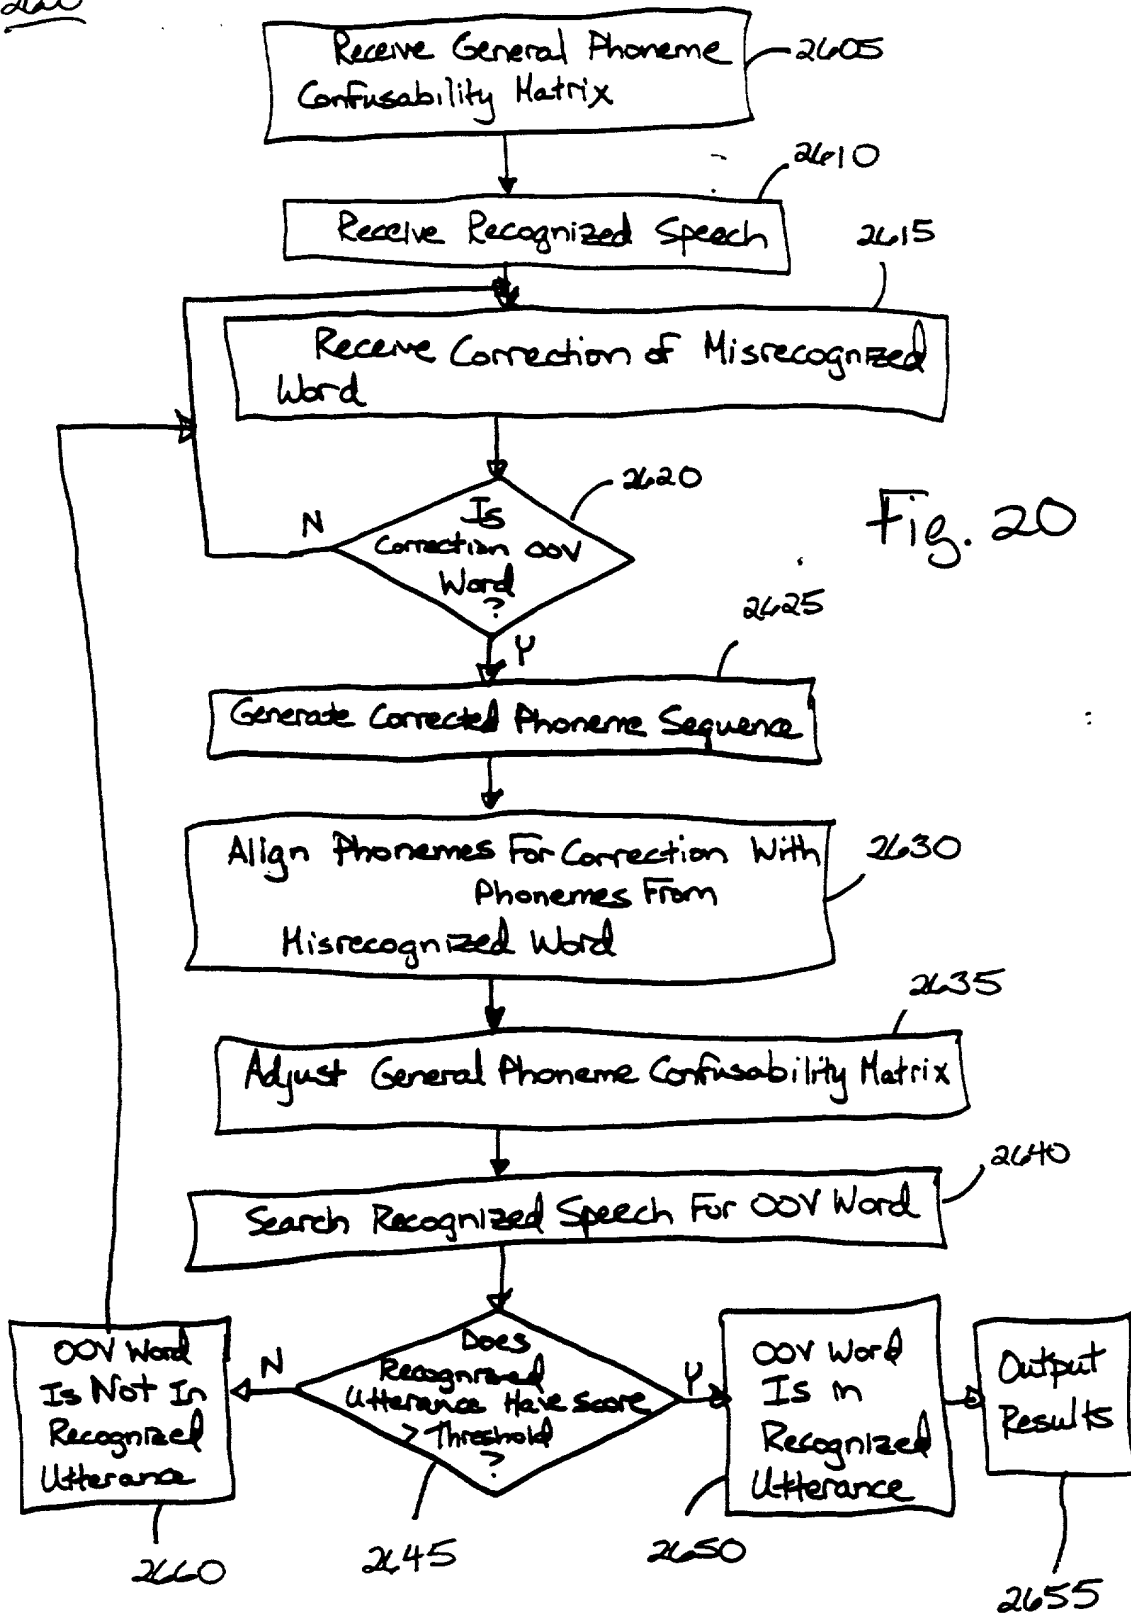 Receive General Phoneme
Confusability Matrix
2605
2610
Receive Recognized Speech
2615
Receive Correction of Misrecognized
Word
2620
N
Is
Correction OOV
Word
?
Fig. 20
Y
2625
Generate Corrected Phoneme Sequence
Align Phonemes For Correction With
Phonemes From
Misrecognized Word
2630
2635
Adjust General Phoneme Confusability Matrix
2640
Search Recognized Speech For OOV Word
OOV Word
Is Not In
Recognized
Utterance
N
Does
Recognized
Utterance Have Score
> Threshold
?
Y
OOV Word
Is in
Recognized
Utterance
Output
Results
2660
2645
2650
2655